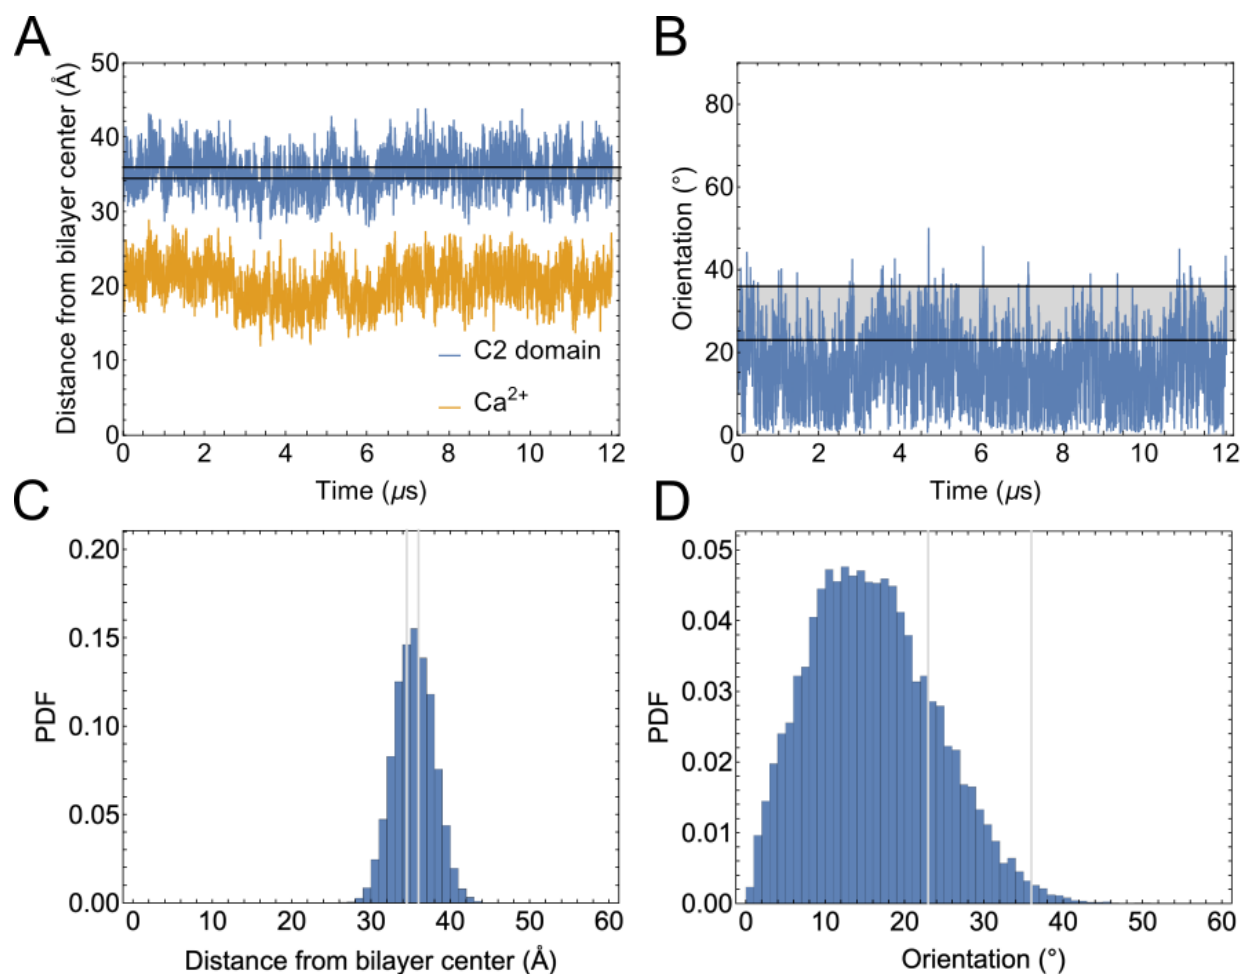 A
Distance from bilayer center (Å)
50
40
30
20
10
0
C2 domain
Ca2+
0 2 4 6 8 10 12
Time (μs)
B
Orientation (°)
80
60
40
20
0
0 2 4 6 8 10 12
Time (μs)
C
PDF
0.20
0.15
0.10
0.05
0.00
0 10 20 30 40 50 60
Distance from bilayer center (Å)
D
PDF
0.05
0.04
0.03
0.02
0.01
0.00
0 10 20 30 40 50 60
Orientation (°)